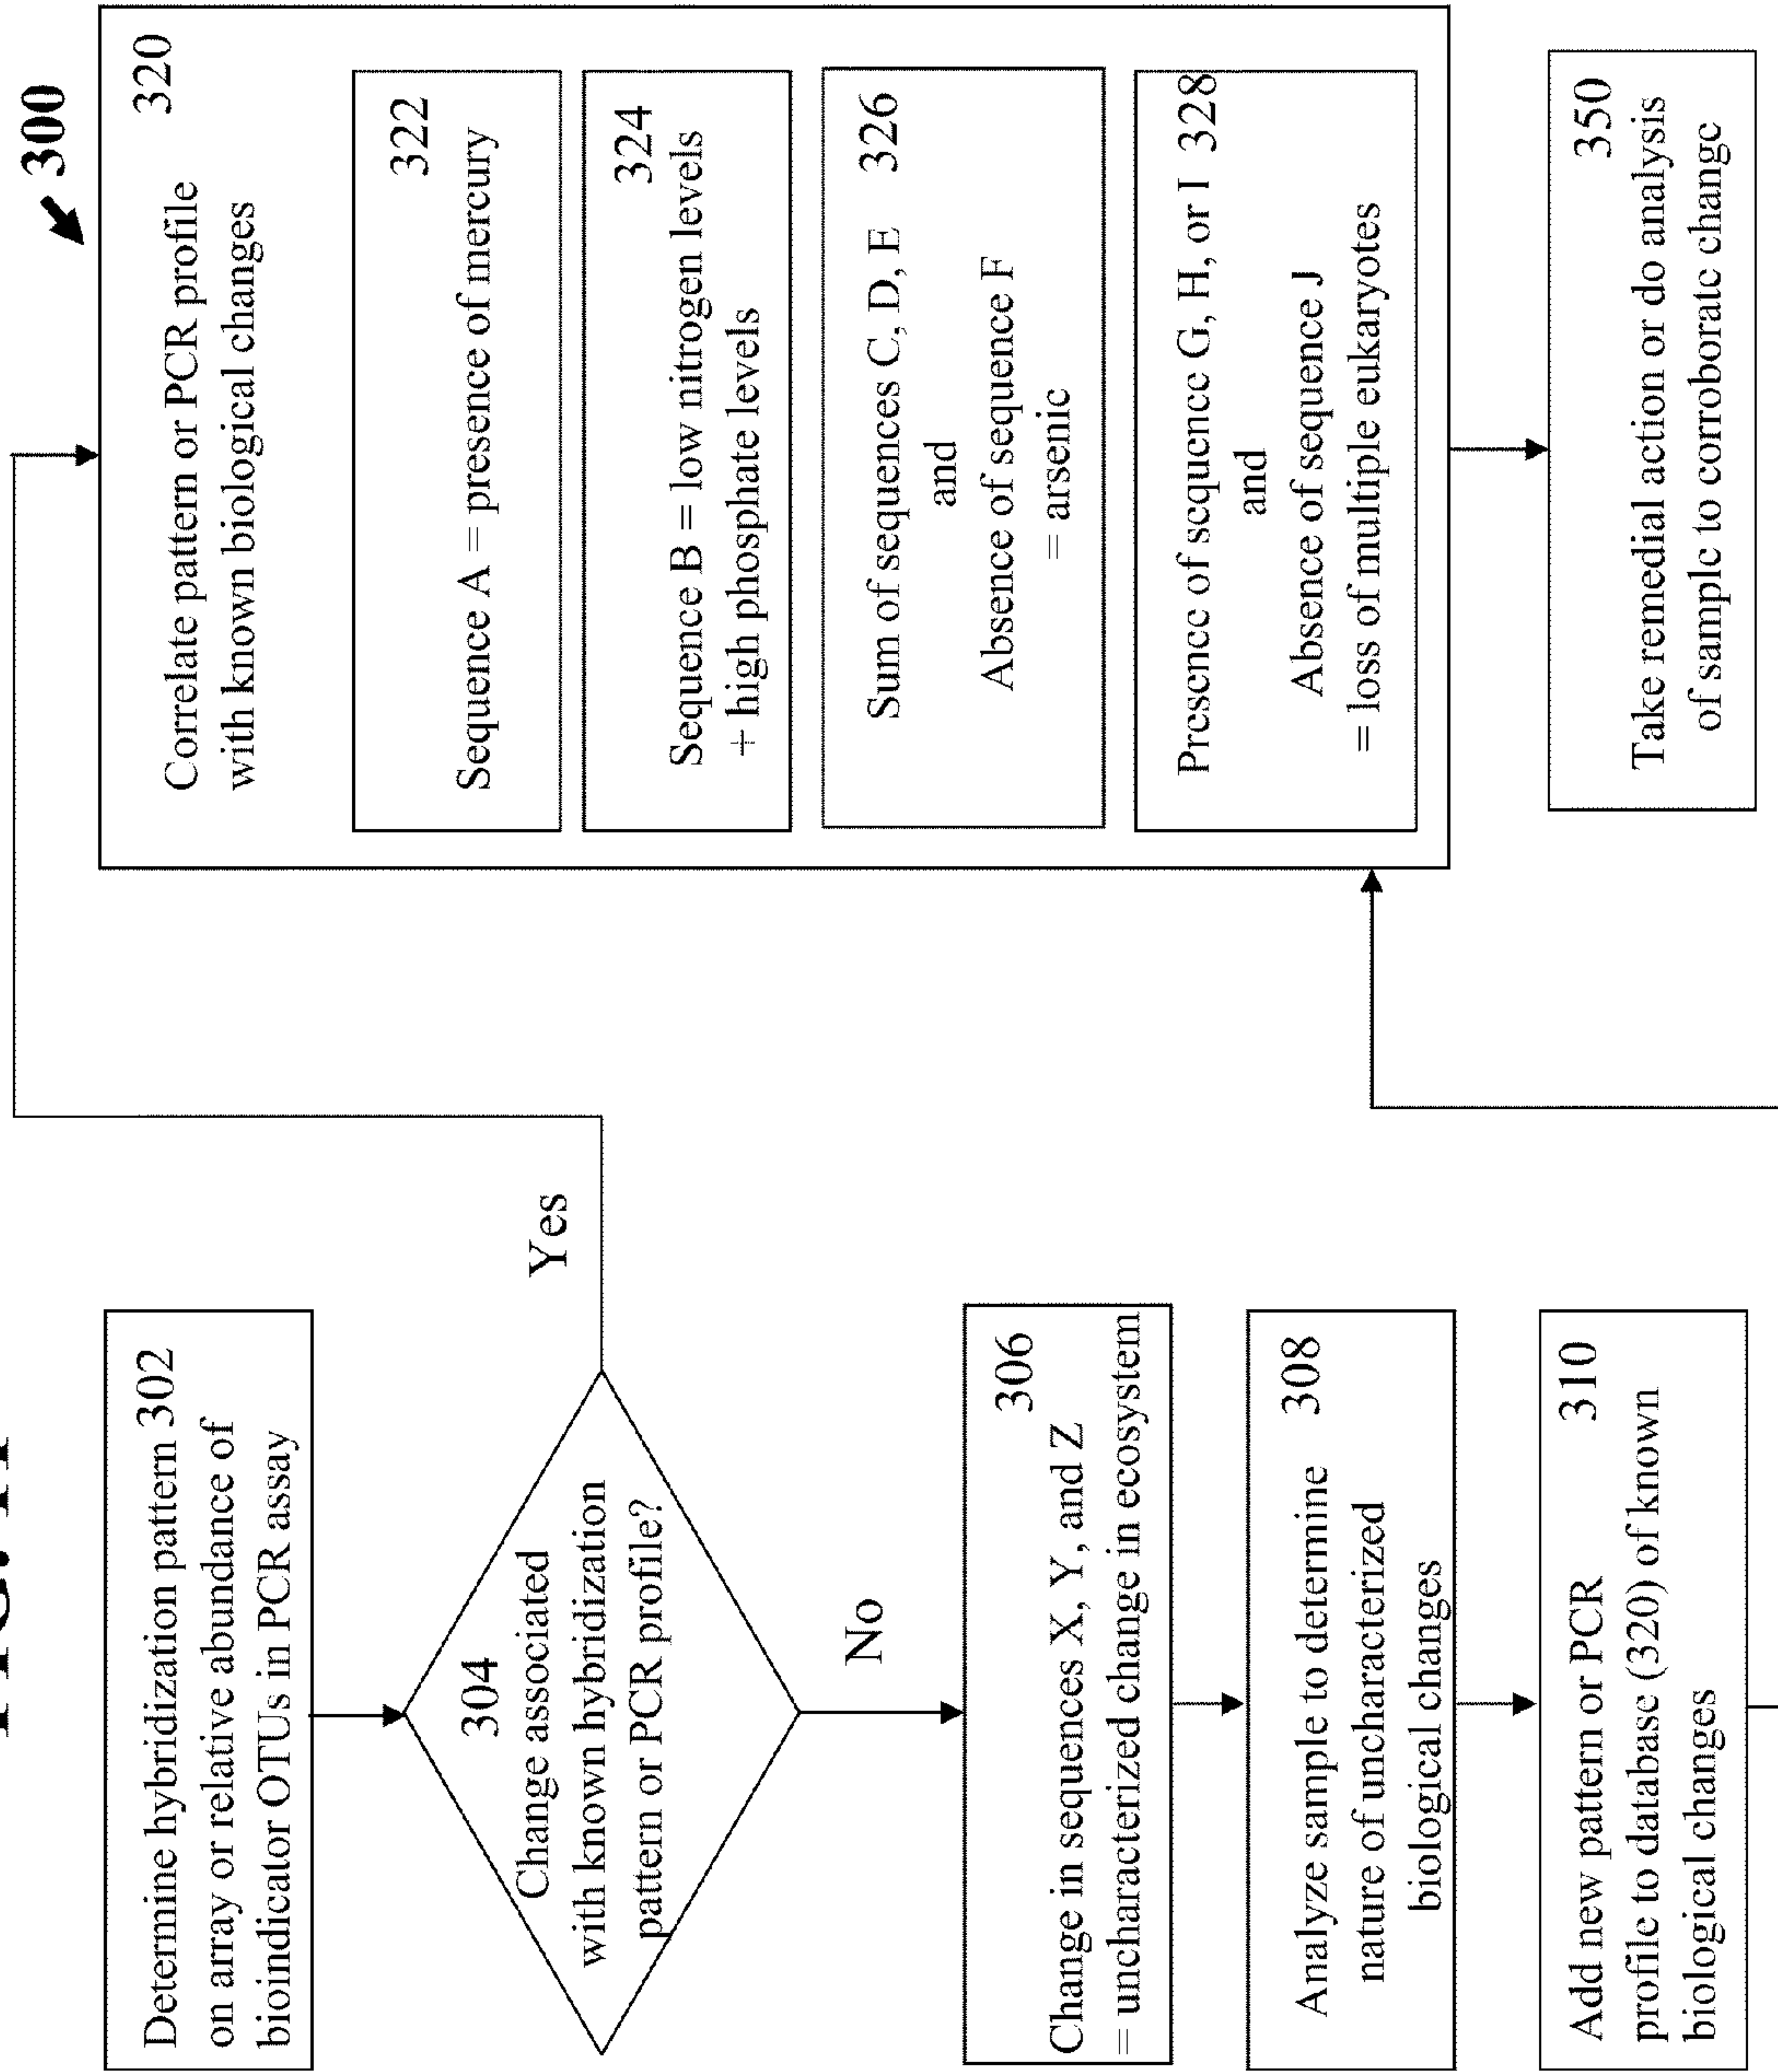 300
Determine hybridization pattern 302
on array or relative abundance of
bioindicator OTUs in PCR assay
304
Change associated
with known hybridization
pattern or PCR profile?
Yes
No
306
Change in sequences X, Y, and Z
= uncharacterized change in ecosystem
Analyze sample to determine 308
nature of uncharacterized
biological changes
Add new pattern or PCR 310
profile to database (320) of known
biological changes
320
Correlate pattern or PCR profile
with known biological changes
322
Sequence A = presence of mercury
324
Sequence B = low nitrogen levels
+ high phosphate levels
Sum of sequences C, D, E 326
and
Absence of sequence F
= arsenic
Presence of sequence G, H, or I 328
and
Absence of sequence J
= loss of multiple eukaryotes
350
Take remedial action or do analysis
of sample to corroborate change